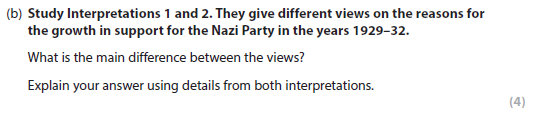 (b) Study Interpretations 1 and 2. They give different views on the reasons for
the growth in support for the Nazi Party in the years 1929–32.
What is the main difference between the views?
Explain your answer using details from both interpretations.
(4)